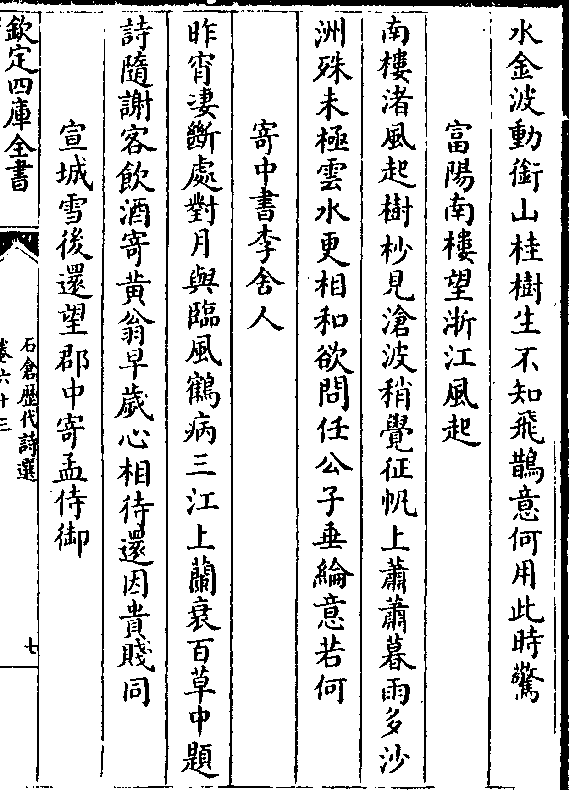 水金波動銜山桂樹生不知飛鵲意何用此時驚
富陽南樓望浙江風起
南樓渚風起樹杪見滄波稍覺征帆上蕭蕭暮雨多沙
洲殊未極雲水更相和欲問任公子垂綸意若何
寄中書李舍人
昨宵凄斷處對月與臨風鶴病三江上蘭衰百草中題
詩隨謝客飲酒寄黄翁早歲心相待還因貴賤同
宣城雪後還望郡中寄孟侍御
欽定四庫全書
石倉歴代詩選
卷六十三
七